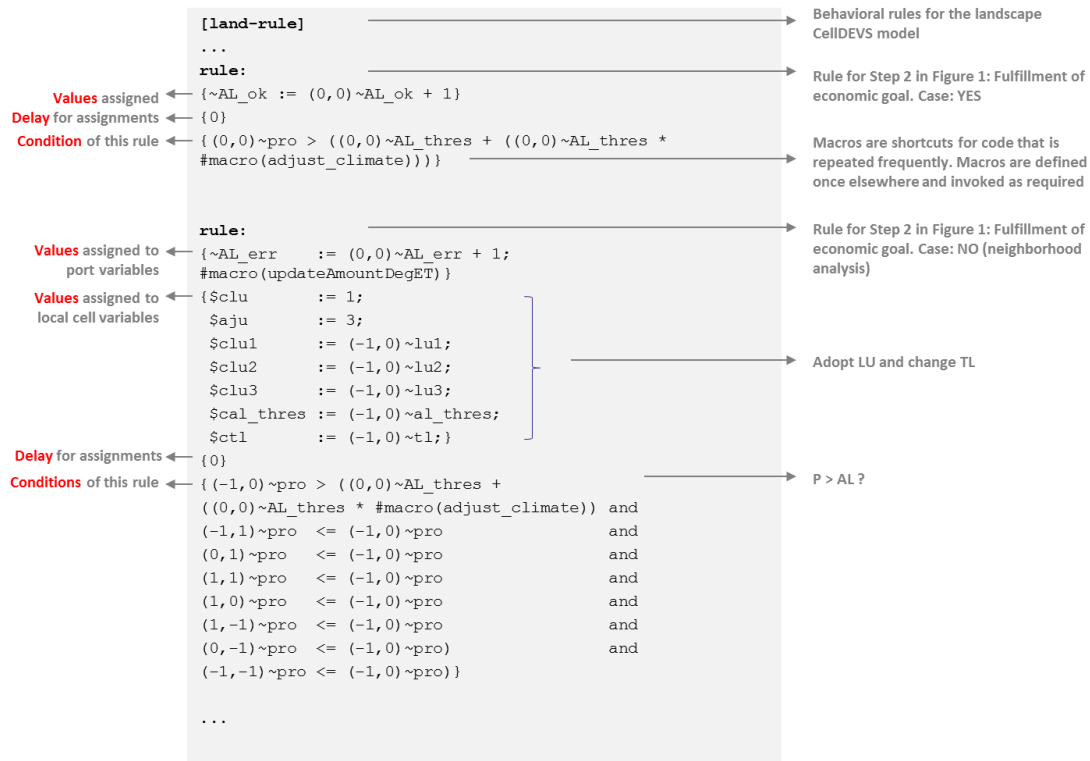 [land-rule]
...
rule:
{~AL_ok := (0,0)~AL_ok + 1}
{0}
{(0,0)~pro > ((0,0)~AL_thres + ((0,0)~AL_thres *
#macro(adjust_climate)))}
rule:
{~AL_err    := (0,0)~AL_err + 1;
#macro(updateAmountDegET)}
{$clu       := 1;
$aju       := 3;
$clu1      := (-1,0)~lu1;
$clu2      := (-1,0)~lu2;
$clu3      := (-1,0)~lu3;
$cal_thres := (-1,0)~al_thres;
$ctl       := (-1,0)~tl;}
{0}
{(-1,0)~pro > ((0,0)~AL_thres +
((0,0)~AL_thres * #macro(adjust_climate)) and
(-1,1)~pro  <= (-1,0)~pro                 and
(0,1)~pro   <= (-1,0)~pro                 and
(1,1)~pro   <= (-1,0)~pro                 and
(1,0)~pro   <= (-1,0)~pro                 and
(1,-1)~pro  <= (-1,0)~pro                 and
(0,-1)~pro  <= (-1,0)~pro)                and
(-1,-1)~pro <= (-1,0)~pro)}
...
Values assigned
Delay for assignments
Condition of this rule
Values assigned to
port variables
Values assigned to
local cell variables
Delay for assignments
Conditions of this rule
Behavioral rules for the landscape
CellDEVS model
Rule for Step 2 in Figure 1: Fulfillment of
economic goal. Case: YES
Macros are shortcuts for code that is
repeated frequently. Macros are defined
once elsewhere and invoked as required
Rule for Step 2 in Figure 1: Fulfillment of
economic goal. Case: NO (neighborhood
analysis)
Adopt LU and change TL
P > AL ?